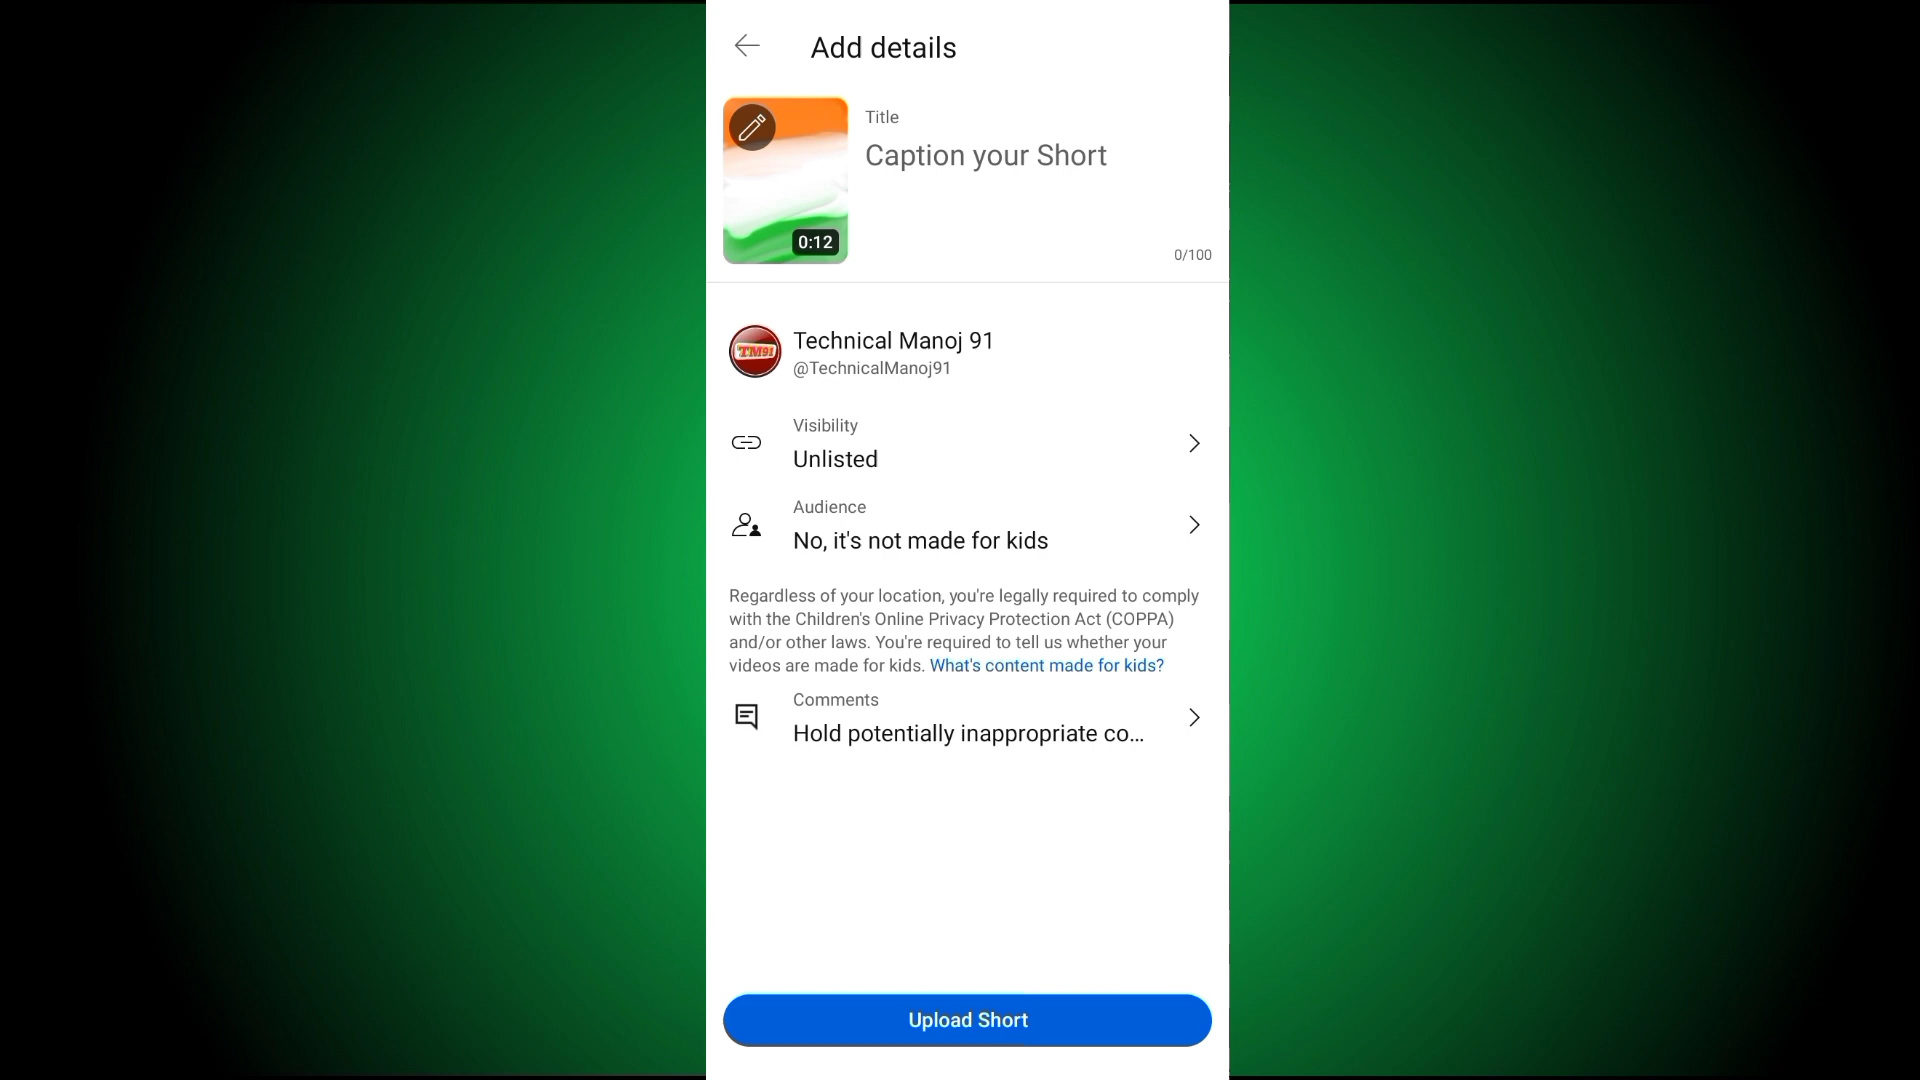 Add details
Title
Caption your Short
0:12
0/100
TM91
Technical Manoj 91
@TechnicalManoj91
Visibility
Unlisted
Audience
No, it's not made for kids
Regardless of your location, you're legally required to comply
with the Children's Online Privacy Protection Act (COPPA)
and/or other laws. You're required to tell us whether your
videos are made for kids. What's content made for kids?
Comments
Hold potentially inappropriate co...
Upload Short